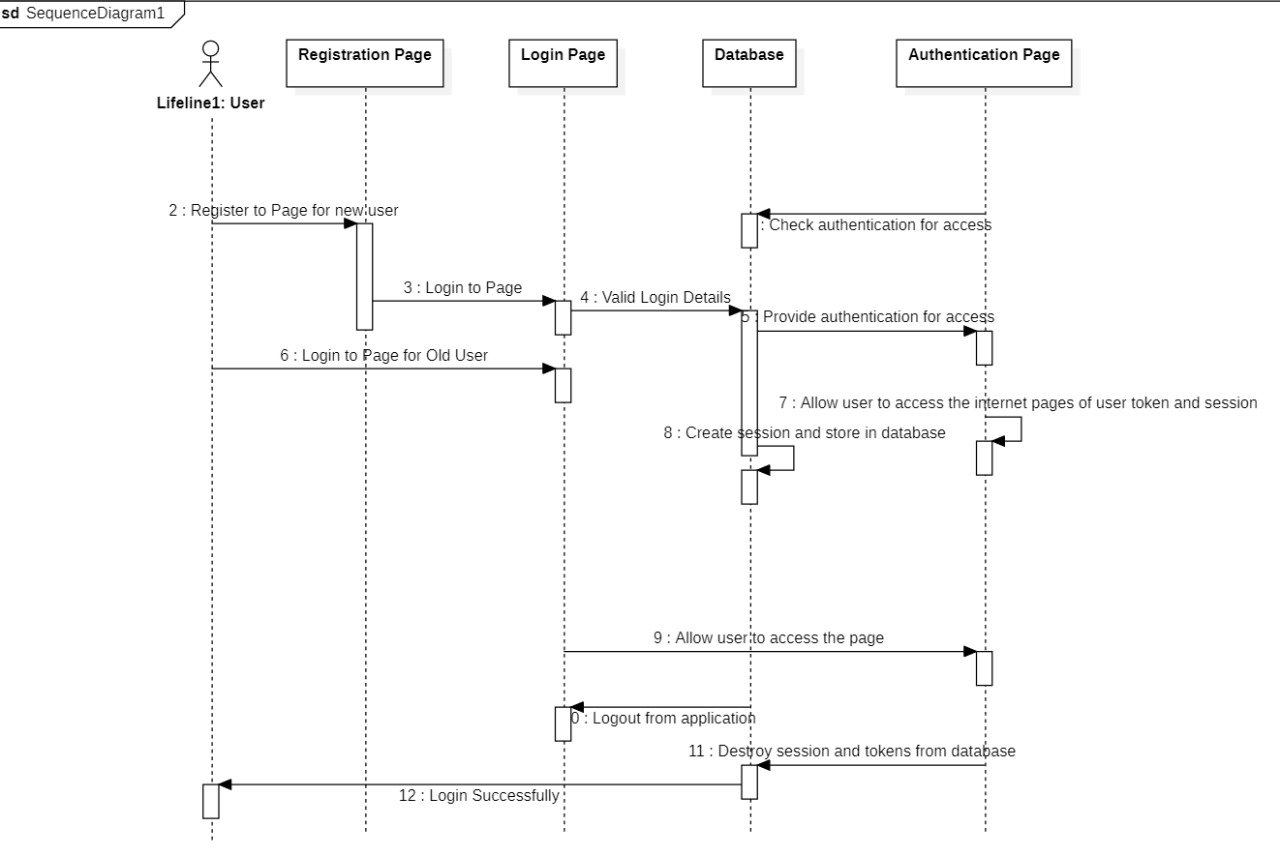 sd SequenceDiagram1
Registration Page
Login Page
Database
Authentication Page
Lifeline1: User
2 : Register to Page for new user
: Check authentication for access
3 : Login to Page
4 : Valid Login Details
5 : Provide authentication for access
6 : Login to Page for Old User
7 : Allow user to access the internet pages of user token and session
8 : Create session and store in database
9 : Allow user to access the page
0 : Logout from application
11 : Destroy session and tokens from database
12 : Login Successfully